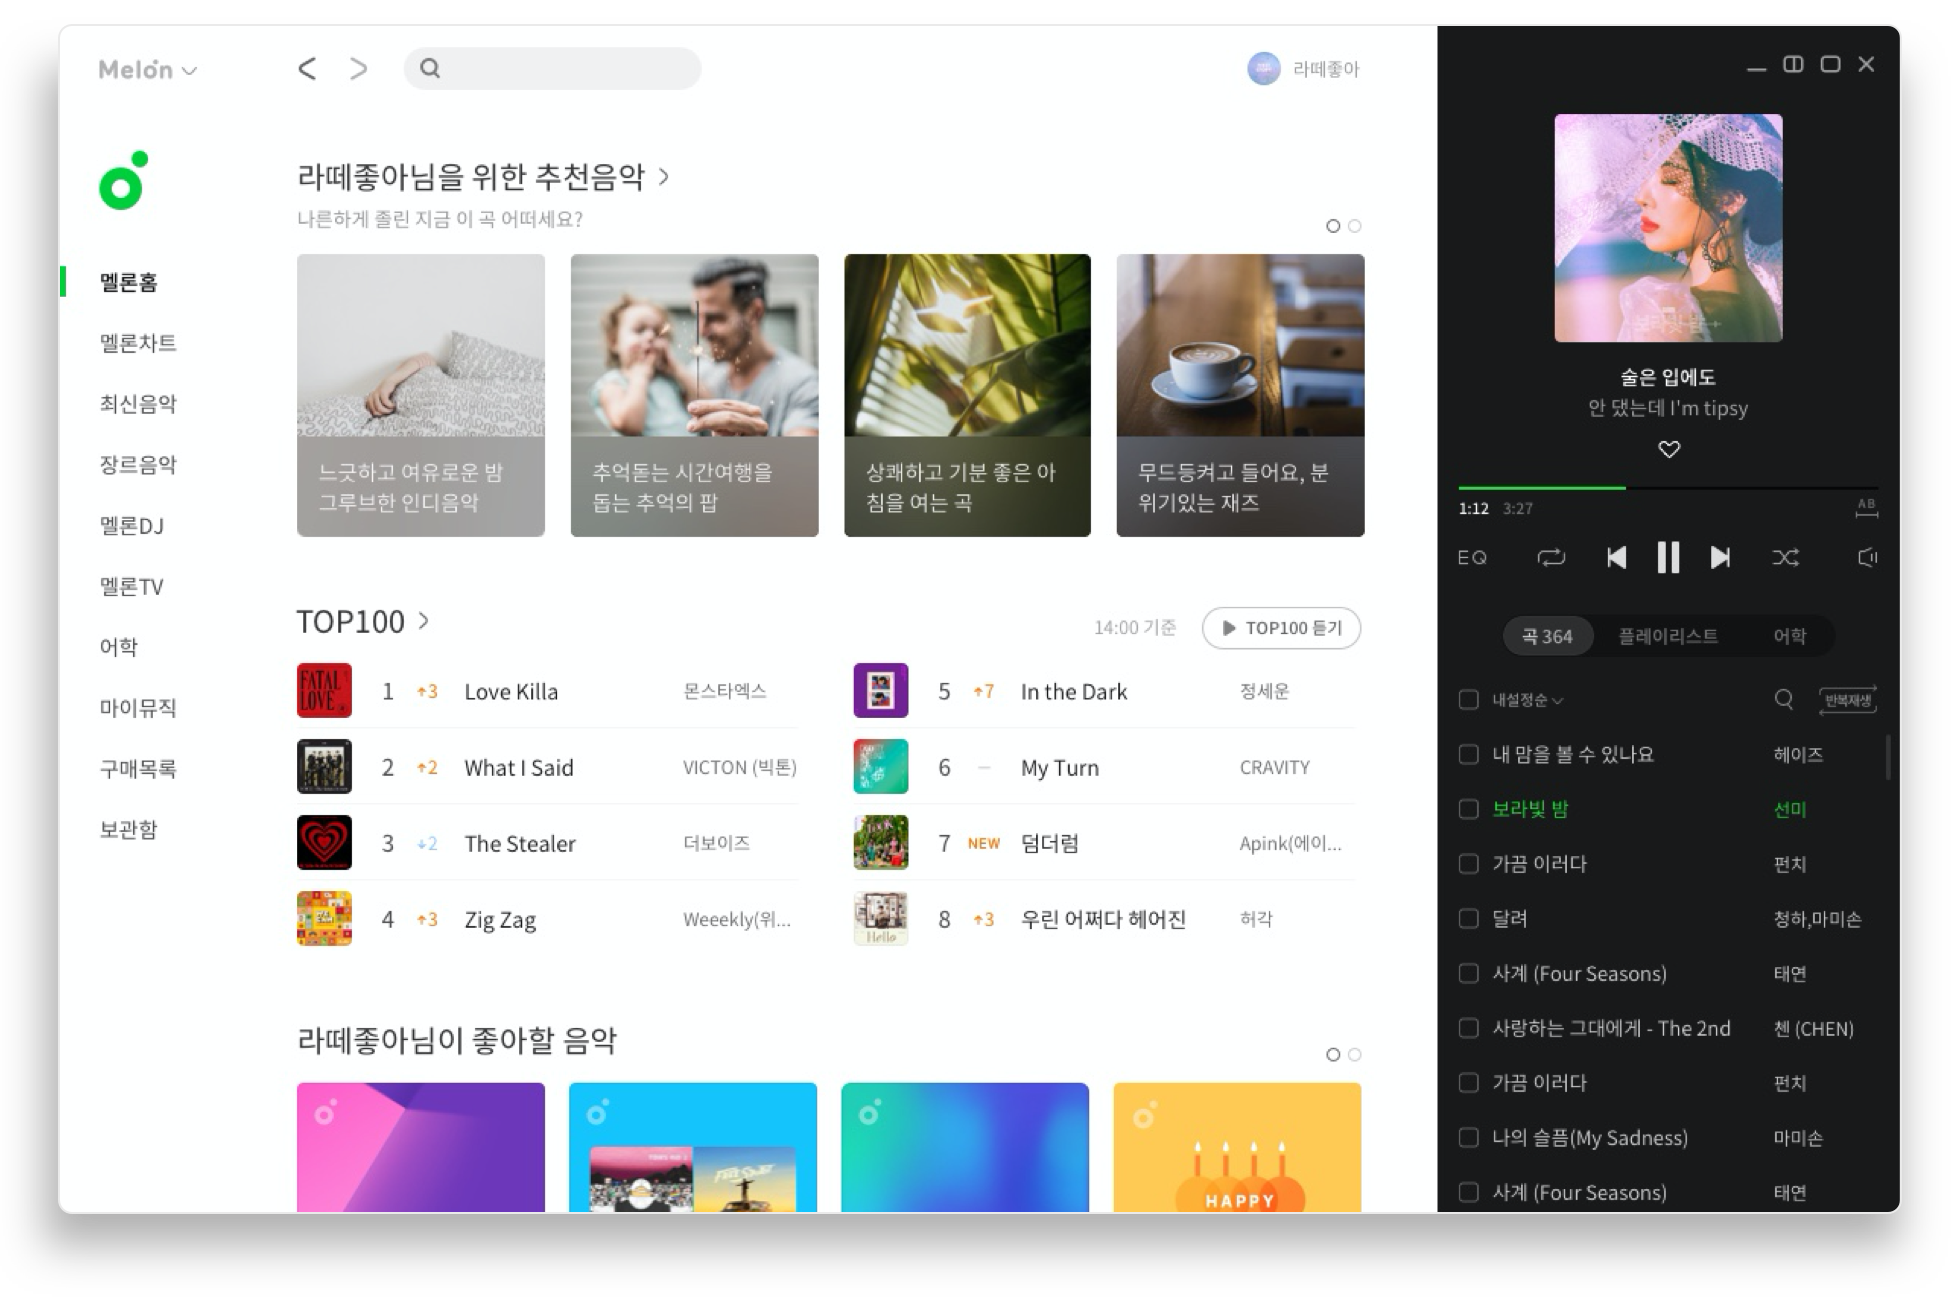 Melon
라떼좋아
멜론홈
멜론차트
최신음악
장르음악
멜론DJ
멜론TV
어학
마이뮤직
구매목록
보관함
라떼좋아님을 위한 추천음악
나른하게 졸린 지금 이 곡 어떠세요?
느긋하고 여유로운 밤
그루브한 인디음악
추억돋는 시간여행을
돕는 추억의 팝
상쾌하고 기분 좋은 아
침을 여는 곡
무드등켜고 들어요, 분
위기있는 재즈
TOP100
14:00 기준
TOP100 듣기
FATAL
LOVE
1 3 Love Killa 몬스타엑스
2 2 What I Said VICTON (빅톤)
3 2 The Stealer 더보이즈
4 3 Zig Zag Weeekly(위...
5 7 In the Dark 정세운
6 – My Turn CRAVITY
7 NEW 덤더럼 Apink(에이...
Hello
8 3 우린 어쩌다 헤어진 허각
라떼좋아님이 좋아할 음악
HAPPY
보라빛 밤
술은 입에도
안 댔는데 I'm tipsy
1:12 3:27
AB
EQ
곡 364 플레이리스트 어학
내설정순 반복재생
내 맘을 볼 수 있나요 헤이즈
보라빛 밤 선미
가끔 이러다 펀치
달려 청하,마미손
사계 (Four Seasons) 태연
사랑하는 그대에게 - The 2nd 첸 (CHEN)
가끔 이러다 펀치
나의 슬픔(My Sadness) 마미손
사계 (Four Seasons) 태연